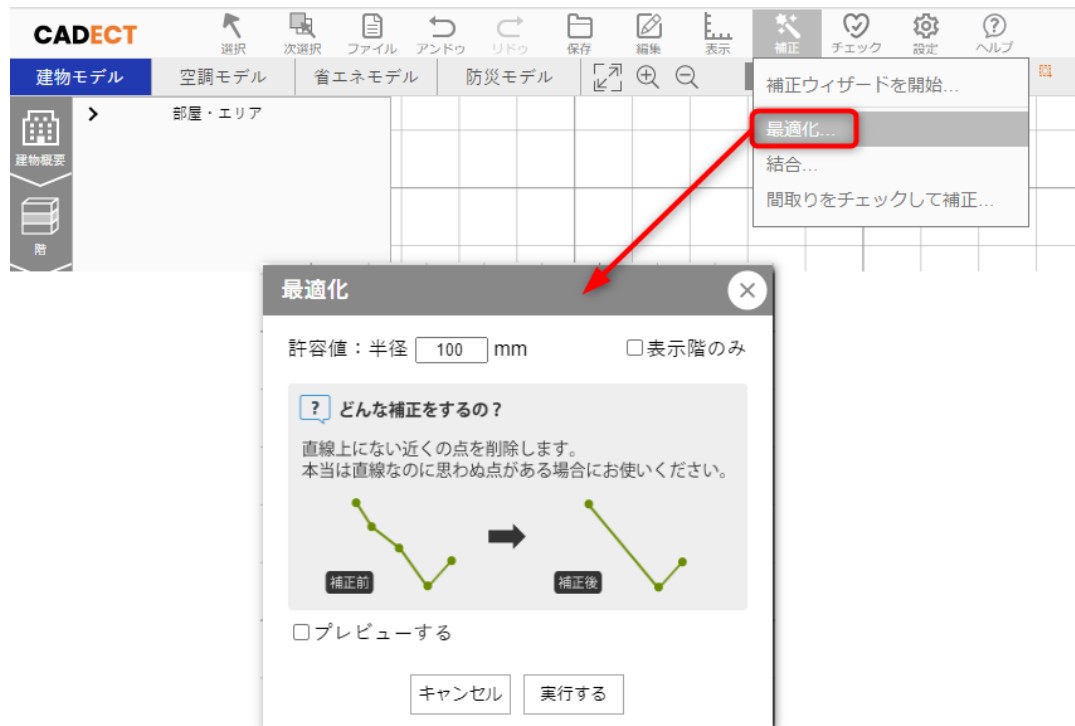 CADECT
選択
次選択
ファイル
アンドゥ
リドゥ
保存
編集
表示
補正
チェック
設定
ヘルプ
建物モデル
空調モデル
省エネモデル
防災モデル
補正ウィザードを開始...
最適化...
結合...
間取りをチェックして補正...
建物概要
部屋・エリア
階
最適化
許容値：半径 100 mm
表示階のみ
? どんな補正をするの？
直線上にない近くの点を削除します。
本当は直線なのに思わぬ点がある場合にお使いください。
補正前
補正後
プレビューする
キャンセル
実行する